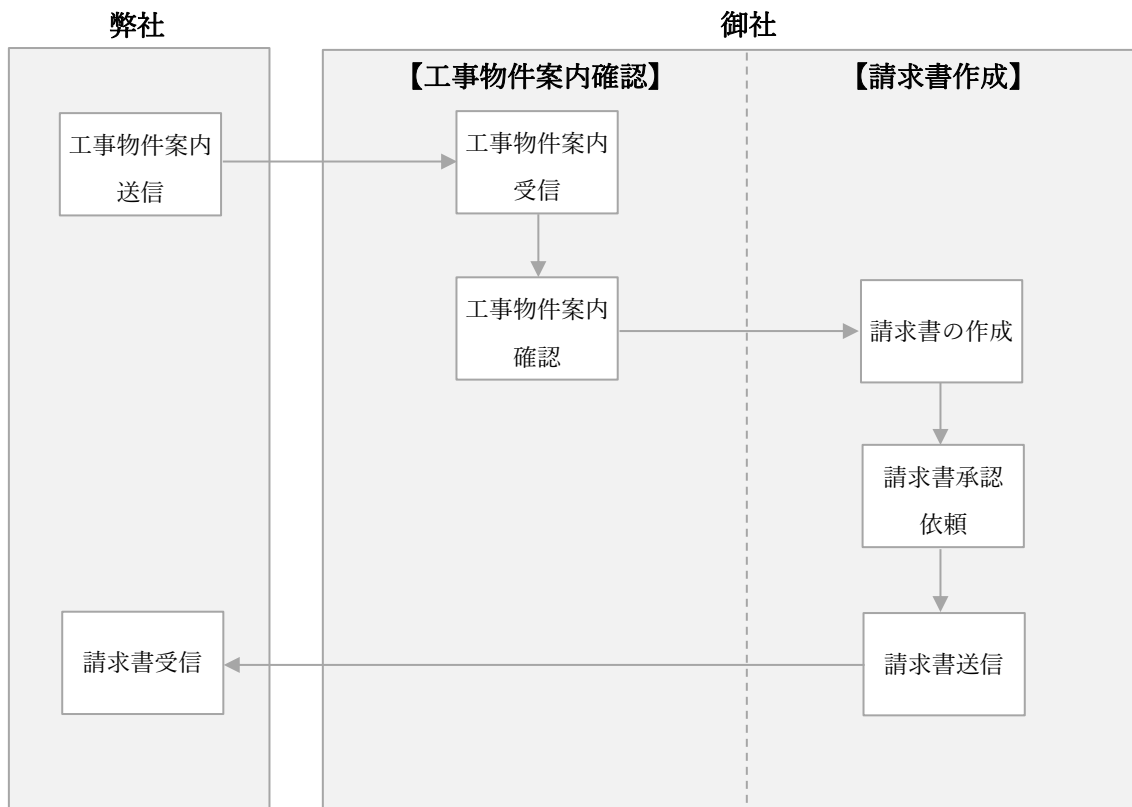 弊社
御社
【工事物件案内確認】
【請求書作成】
工事物件案内
送信
工事物件案内
受信
工事物件案内
確認
請求書の作成
請求書承認
依頼
請求書送信
請求書受信